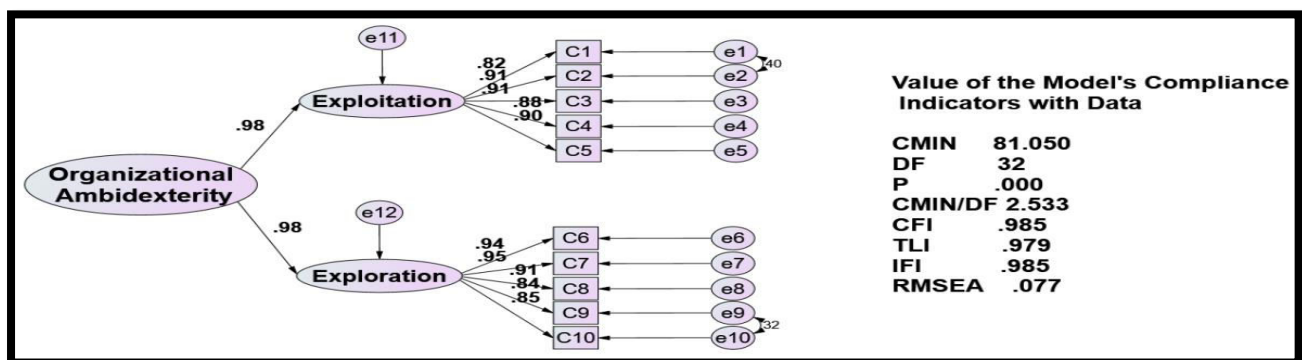 e11
.82
.91
.91
.88
.90
C1
C2
C3
C4
C5
e1
e2
e3
e4
e5
40
Exploitation
.98
Organizational
Ambidexterity
.98
e12
Exploration
.94
.95
.91
.84
.85
C6
C7
C8
C9
C10
e6
e7
e8
e9
e10
32
Value of the Model's Compliance
Indicators with Data
CMIN 81.050
DF 32
P .000
CMIN/DF 2.533
CFI .985
TLI .979
IFI .985
RMSEA .077